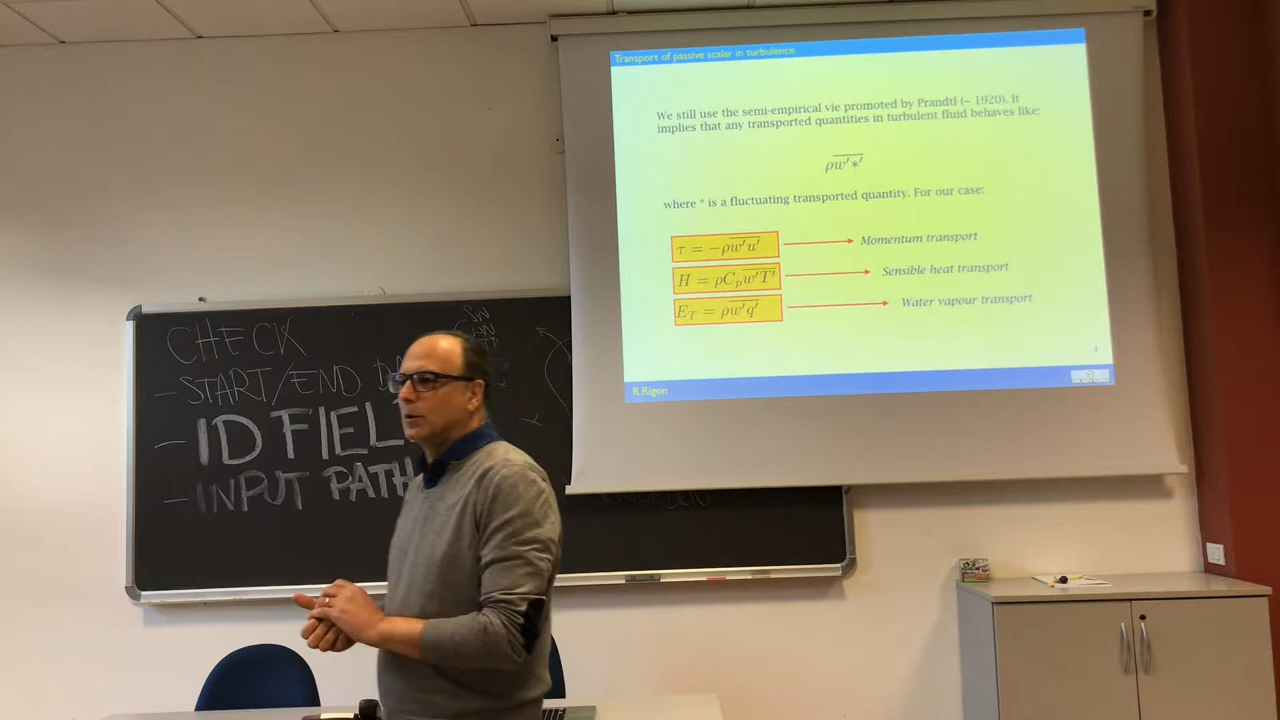 Transport of passive scalar in turbulence
We still use the semi-empirical vie promoted by Prandtl (~ 1920). It
implies that any transported quantities in turbulent fluid behaves like:
ρw'*'
where * is a fluctuating transported quantity. For our case:
τ = −ρw'u' Momentum transport
H = ρCₚw'T' Sensible heat transport
E_T = ρw'q' Water vapour transport
4
R.Rigon
CHECK
- START/END
- ID FIEL
- INPUT PATH